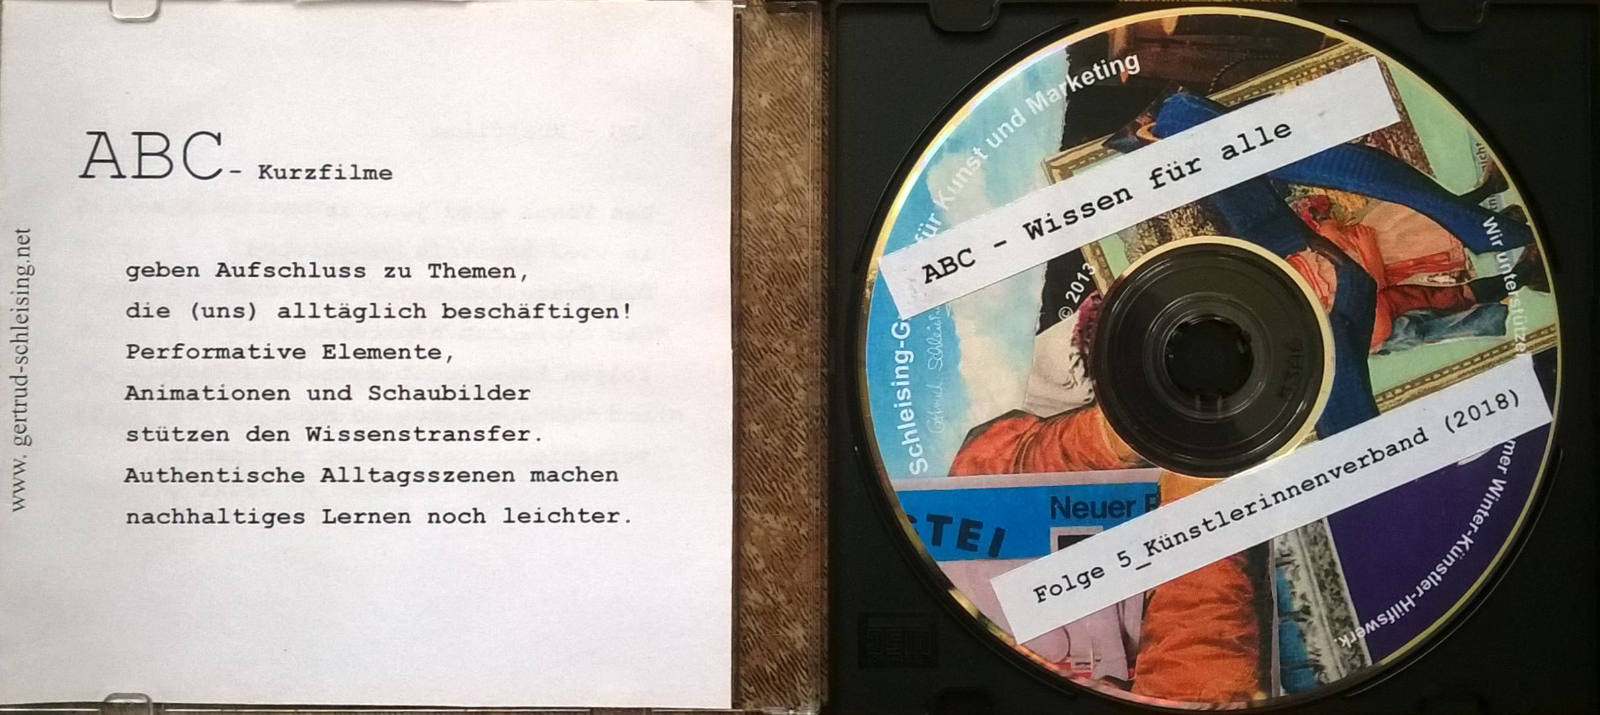 www. gertrud-schleising.net
ABC- Kurzfilme
geben Aufschluss zu Themen,
die (uns) alltäglich beschäftigen!
Performative Elemente,
Animationen und Schaubilder
stützen den Wissenstransfer.
Authentische Alltagsszenen machen
nachhaltiges Lernen noch leichter.
Schleising-G
für Kunst und Marketing
ABC - Wissen für alle
© 2013
Wir unterstütze
mer Winter-Künstler-Hilfswerk.
Neuer
STEI
Folge 5_Künstlerinnenverband (2018)